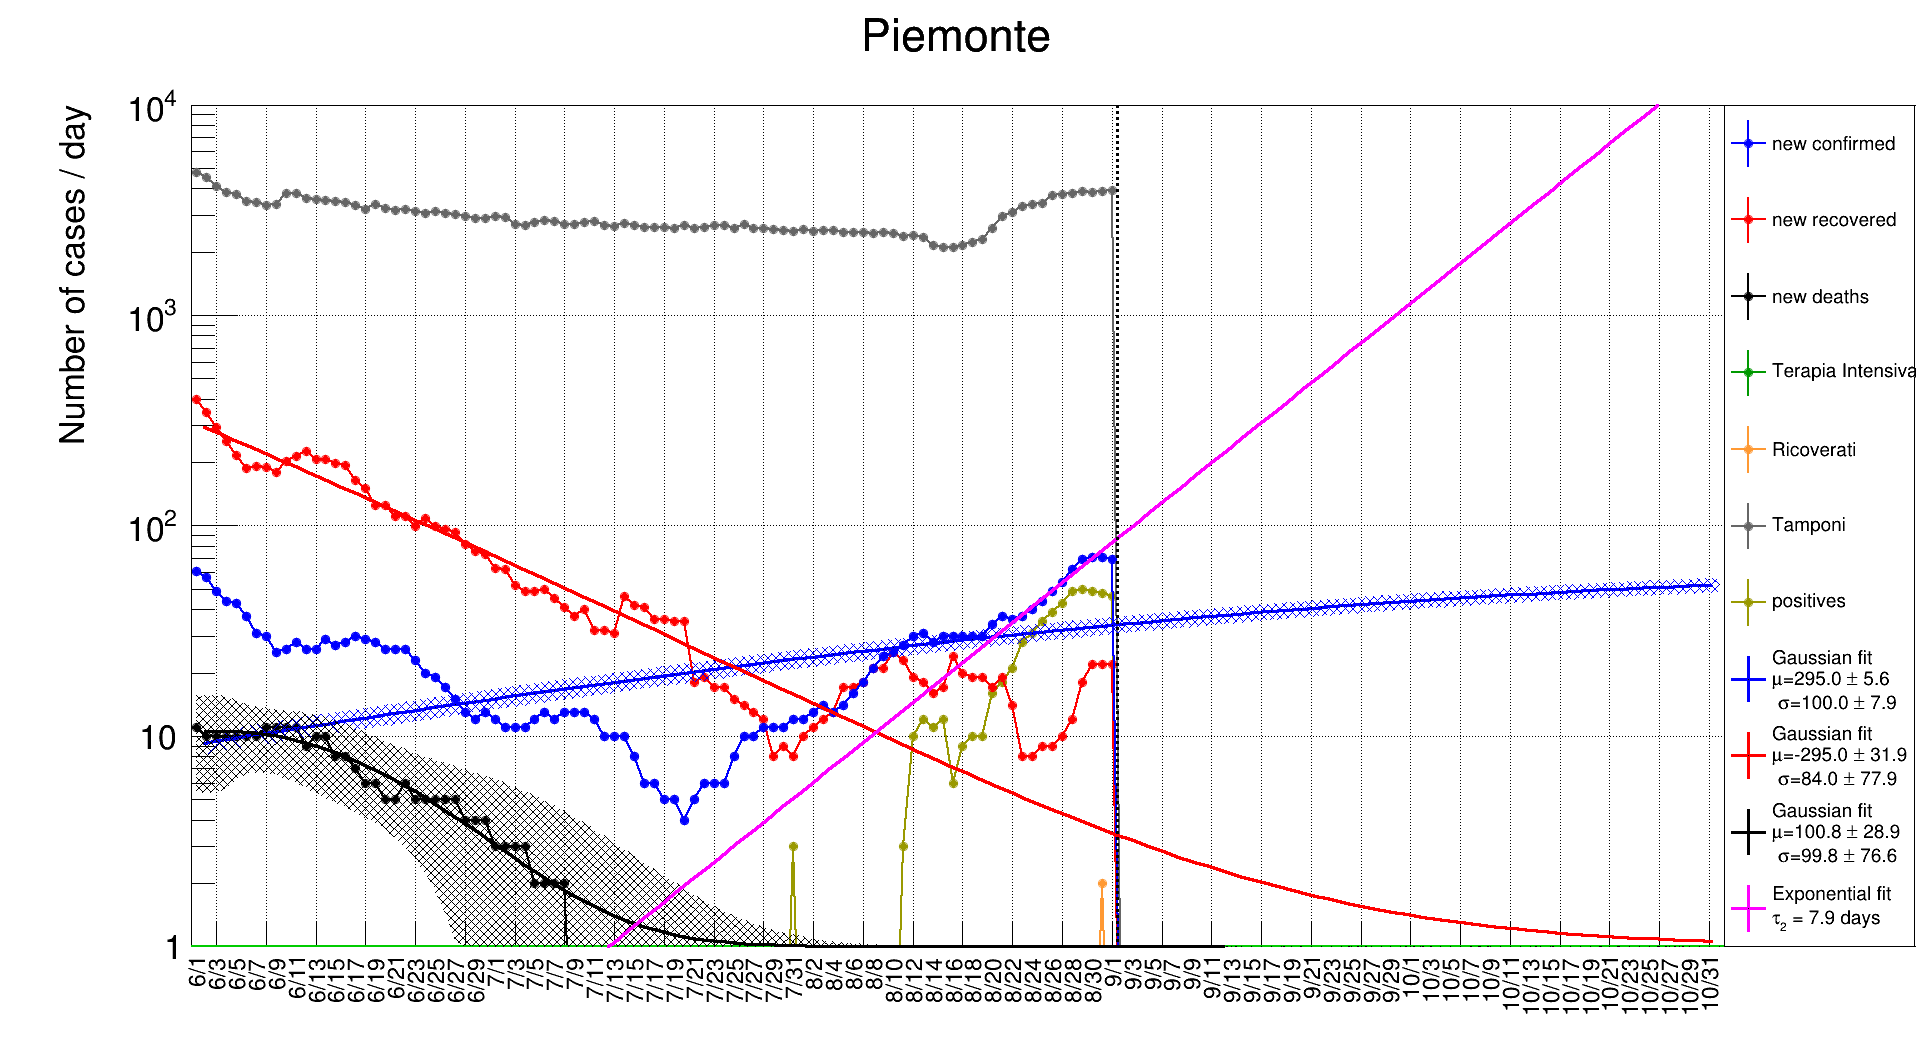 Piemonte
Number of cases / day
10^4
10^3
10^2
10
1
6/1 6/3 6/5 6/7 6/9 6/11 6/13 6/15 6/17 6/19 6/21 6/23 6/25 6/27 6/29 7/1 7/3 7/5 7/7 7/9 7/11 7/13 7/15 7/17 7/19 7/21 7/23 7/25 7/27 7/29 7/31 8/2 8/4 8/6 8/8 8/10 8/12 8/14 8/16 8/18 8/20 8/22 8/24 8/26 8/28 8/30 9/1 9/3 9/5 9/7 9/9 9/11 9/13 9/15 9/17 9/19 9/21 9/23 9/25 9/27 9/29 10/1 10/3 10/5 10/7 10/9 10/11 10/13 10/15 10/17 10/19 10/21 10/23 10/25 10/27 10/29 10/31
new confirmed
new recovered
new deaths
Terapia Intensiva
Ricoverati
Tamponi
positives
Gaussian fit
μ=295.0 ± 5.6
σ=100.0 ± 7.9
Gaussian fit
μ=-295.0 ± 31.9
σ=84.0 ± 77.9
Gaussian fit
μ=100.8 ± 28.9
σ=99.8 ± 76.6
Exponential fit
τ₂ = 7.9 days